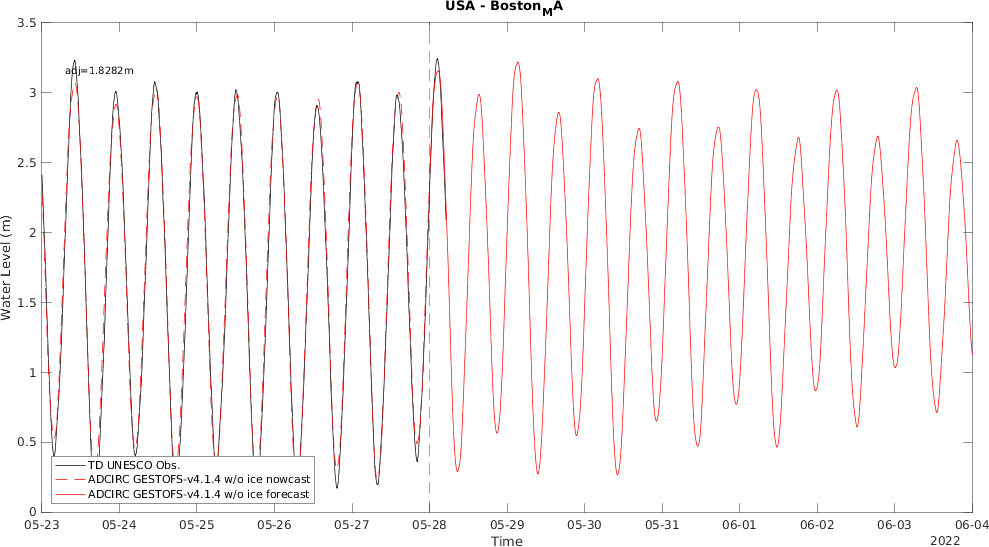 USA - Boston_MA
3.5
adj=1.8282m
3
2.5
2
1.5
1
0.5
0
Water Level (m)
TD UNESCO Obs.
ADCIRC GESTOFS-v4.1.4 w/o ice nowcast
ADCIRC GESTOFS-v4.1.4 w/o ice forecast
05-23 05-24 05-25 05-26 05-27 05-28 05-29 05-30 05-31 06-01 06-02 06-03 06-04
Time
2022